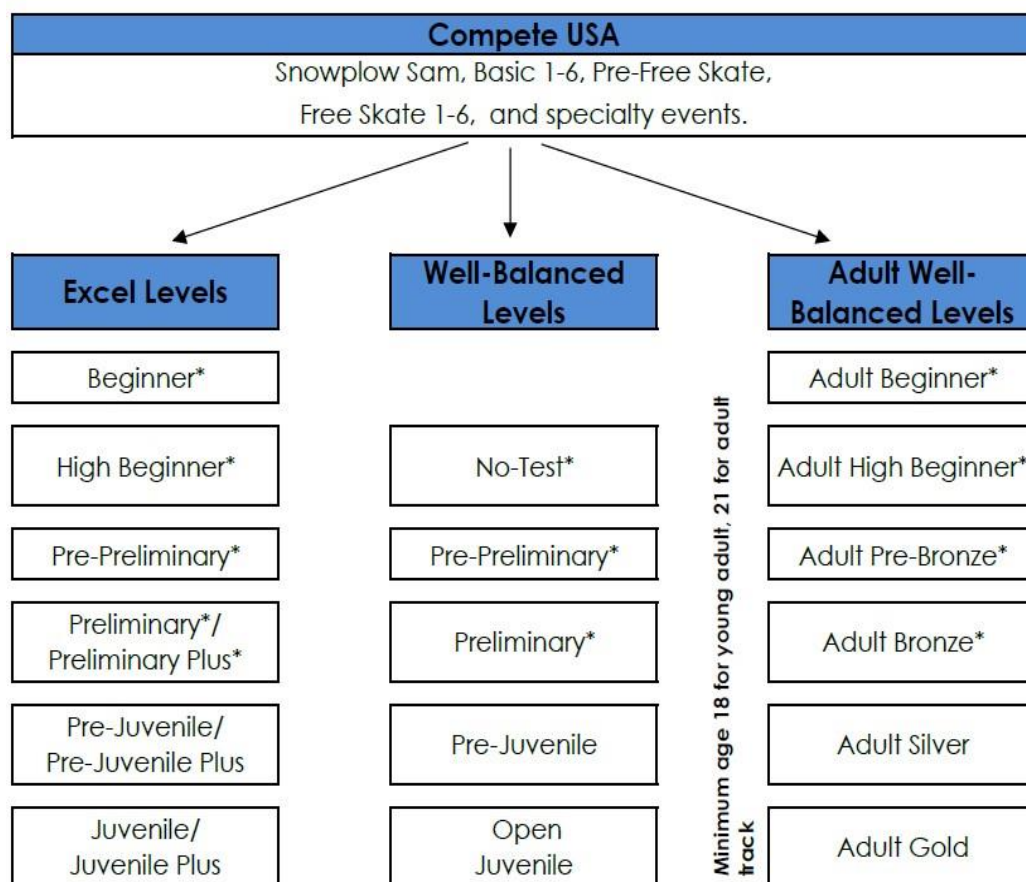 Compete USA
Snowplow Sam, Basic 1-6, Pre-Free Skate,
Free Skate 1-6, and specialty events.
Excel Levels
Beginner*
High Beginner*
Pre-Preliminary*
Preliminary*/
Preliminary Plus*
Pre-Juvenile/
Pre-Juvenile Plus
Juvenile/
Juvenile Plus
Well-Balanced
Levels
No-Test*
Pre-Preliminary*
Preliminary*
Pre-Juvenile
Open
Juvenile
Minimum age 18 for young adult, 21 for adult
track
Adult Well-
Balanced Levels
Adult Beginner*
Adult High Beginner*
Adult Pre-Bronze*
Adult Bronze*
Adult Silver
Adult Gold